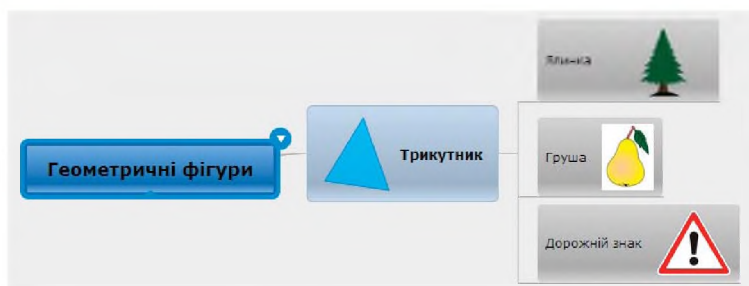 Ялинка
Геометричні фігури
Трикутник
Груша
Дорожній знак